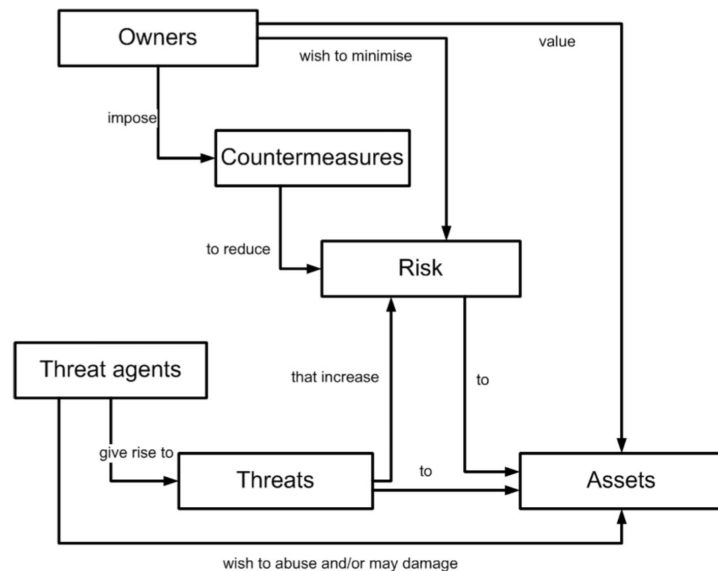 Owners
wish to minimise
value
impose
Countermeasures
to reduce
Risk
Threat agents
that increase
to
give rise to
Threats
to
Assets
wish to abuse and/or may damage